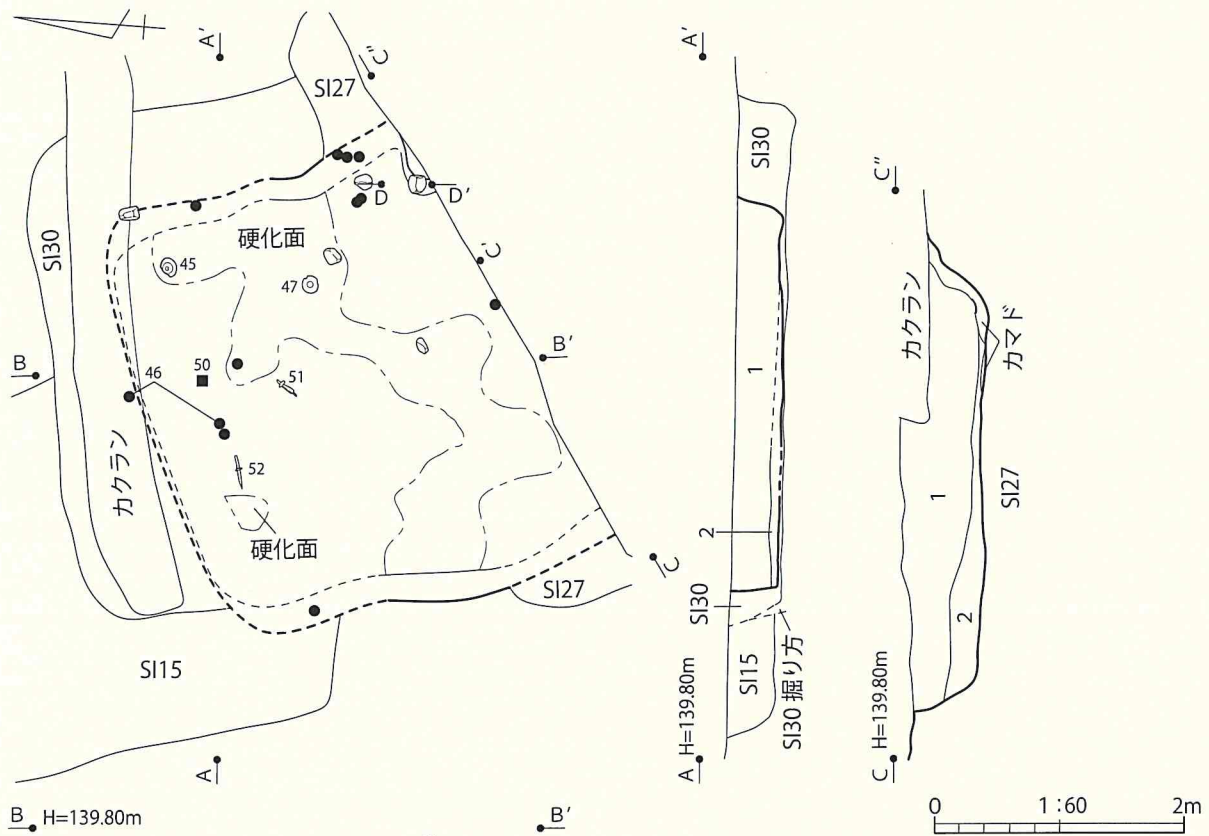 A'
C''
SI27
D
D'
SI30
硬化面
45
47
C'
B
B'
46
50
51
カクラン
52
硬化面
C
SI27
SI15
A
B H=139.80m
B'
A'
SI30
1
2
SI30
SI15
SI30 掘り方
A H=139.80m
C''
カクラン
カマド
1
SI27
2
C H=139.80m
0 1:60 2m